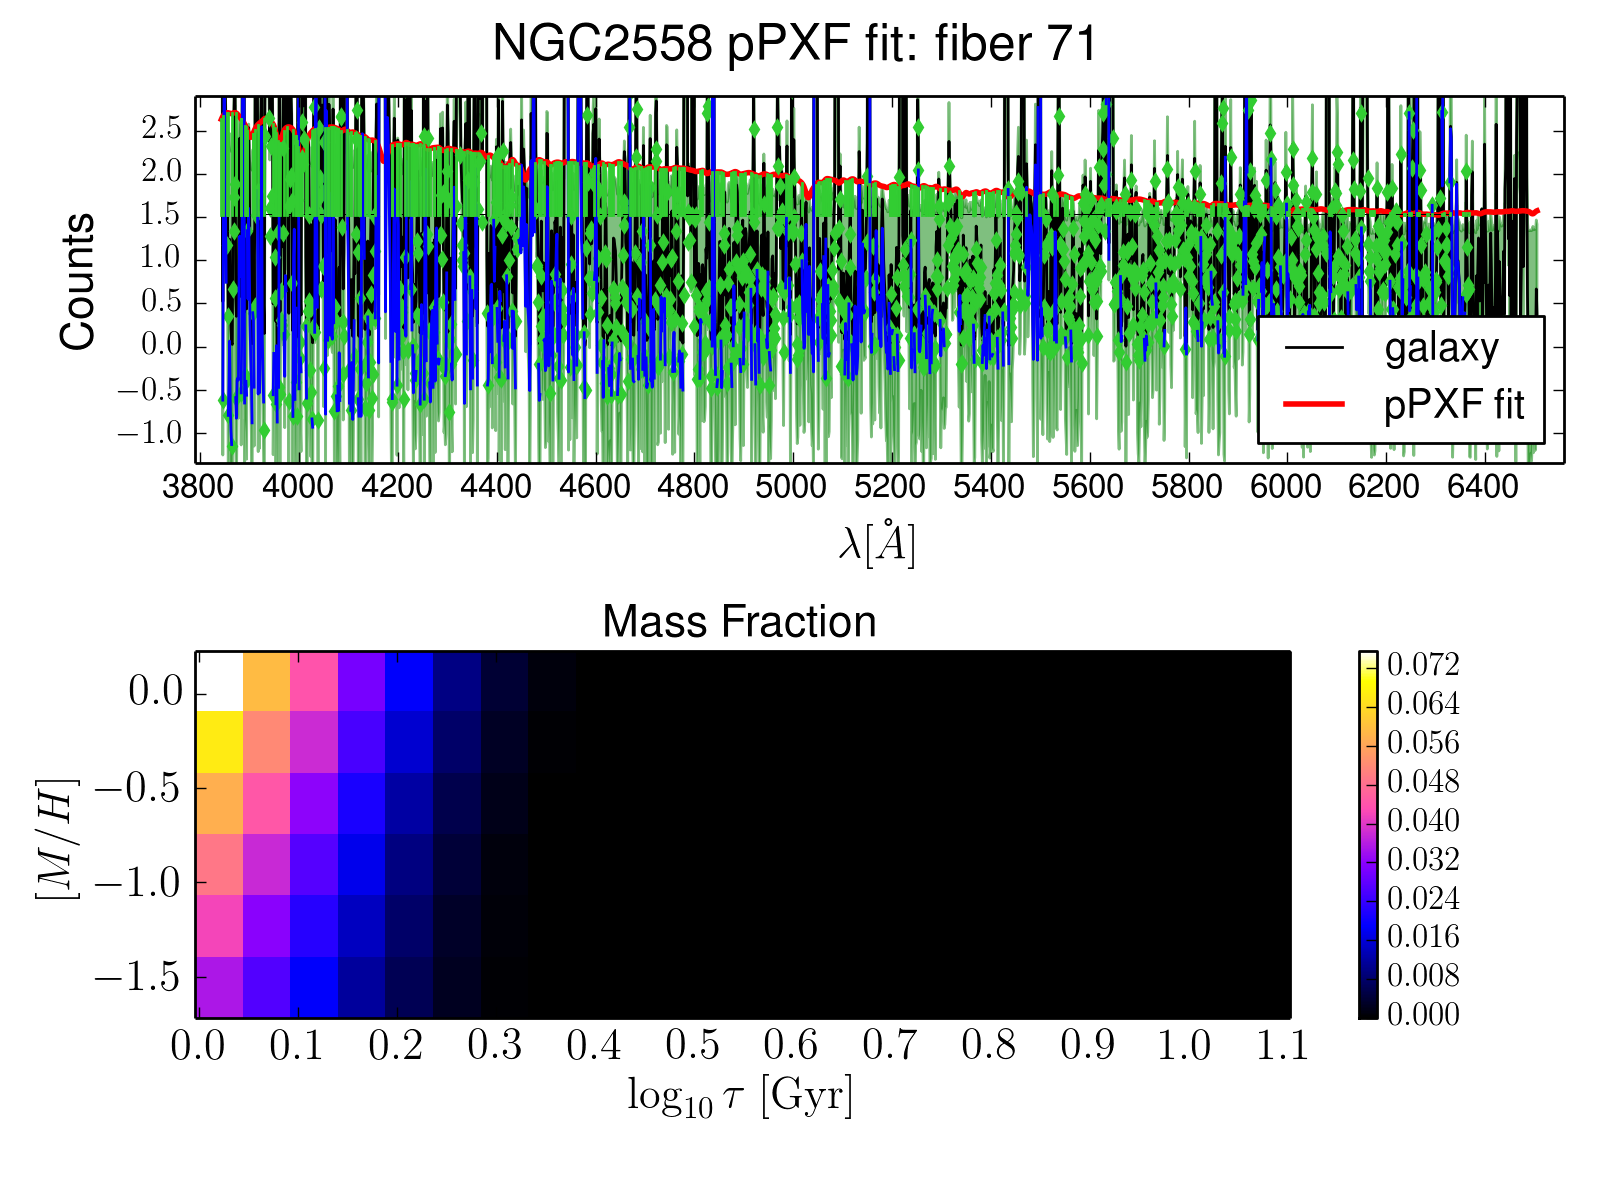 NGC2558 pPXF fit: fiber 71
Counts
2.5
2.0
1.5
1.0
0.5
0.0
−0.5
−1.0
galaxy
pPXF fit
3800 4000 4200 4400 4600 4800 5000 5200 5400 5600 5800 6000 6200 6400
λ[Å]
Mass Fraction
[M/H]
0.0
−0.5
−1.0
−1.5
0.0 0.1 0.2 0.3 0.4 0.5 0.6 0.7 0.8 0.9 1.0 1.1
log₁₀ τ [Gyr]
0.072
0.064
0.056
0.048
0.040
0.032
0.024
0.016
0.008
0.000